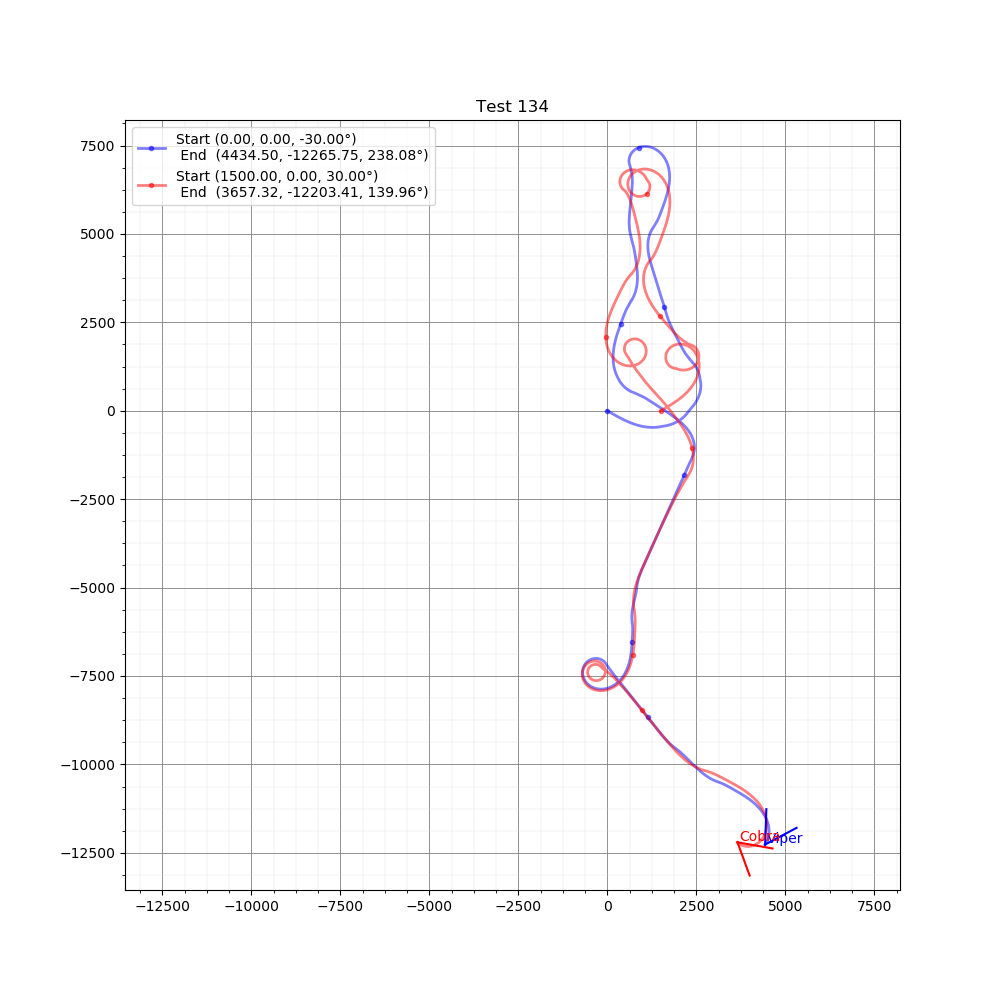 Test 134
Start (0.00, 0.00, -30.00°)
End  (4434.50, -12265.75, 238.08°)
Start (1500.00, 0.00, 30.00°)
End  (3657.32, -12203.41, 139.96°)
7500
5000
2500
0
−2500
−5000
−7500
−10000
−12500
Cobra
−12500 −10000 −7500 −5000 −2500 0 2500 5000 7500